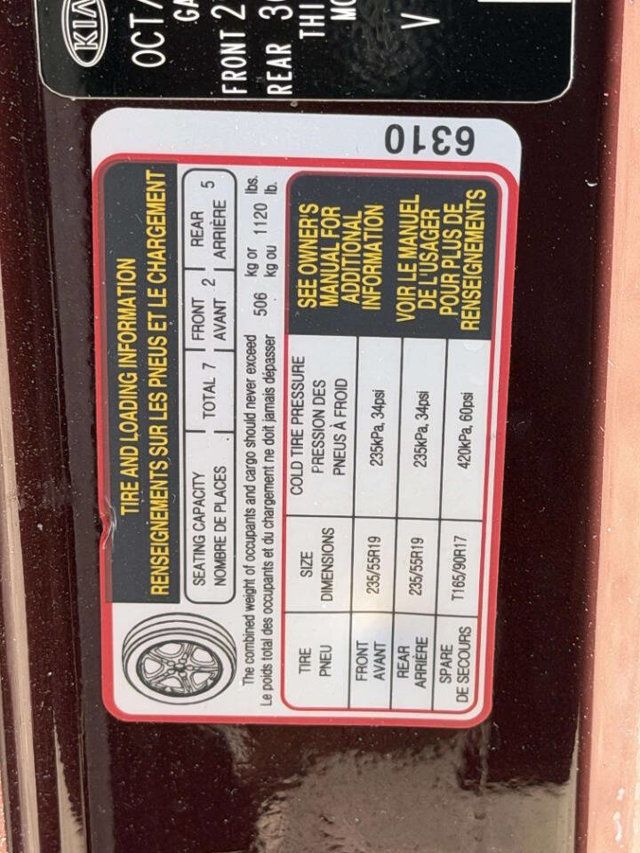 KIA
OCT/
GA
FRONT 2
REAR 3
THI
MO
V
6310
TIRE AND LOADING INFORMATION
RENSEIGNEMENTS SUR LES PNEUS ET LE CHARGEMENT
SEATING CAPACITY
NOMBRE DE PLACES
TOTAL 7
FRONT
AVANT
2
REAR
ARRIÈRE
5
The combined weight of occupants and cargo should never exceed 506 kg or 1120 lbs.
Le poids total des occupants et du chargement ne doit jamais dépasser kg ou lb.
TIRE
PNEU
SIZE
DIMENSIONS
COLD TIRE PRESSURE
PRESSION DES
PNEUS À FROID
SEE OWNER'S
MANUAL FOR
ADDITIONAL
INFORMATION
VOIR LE MANUEL
DE L'USAGER
POUR PLUS DE
RENSEIGNEMENTS
FRONT
AVANT
235/55R19
235kPa, 34psi
REAR
ARRIÈRE
235/55R19
235kPa, 34psi
SPARE
DE SECOURS
T165/90R17
420kPa, 60psi